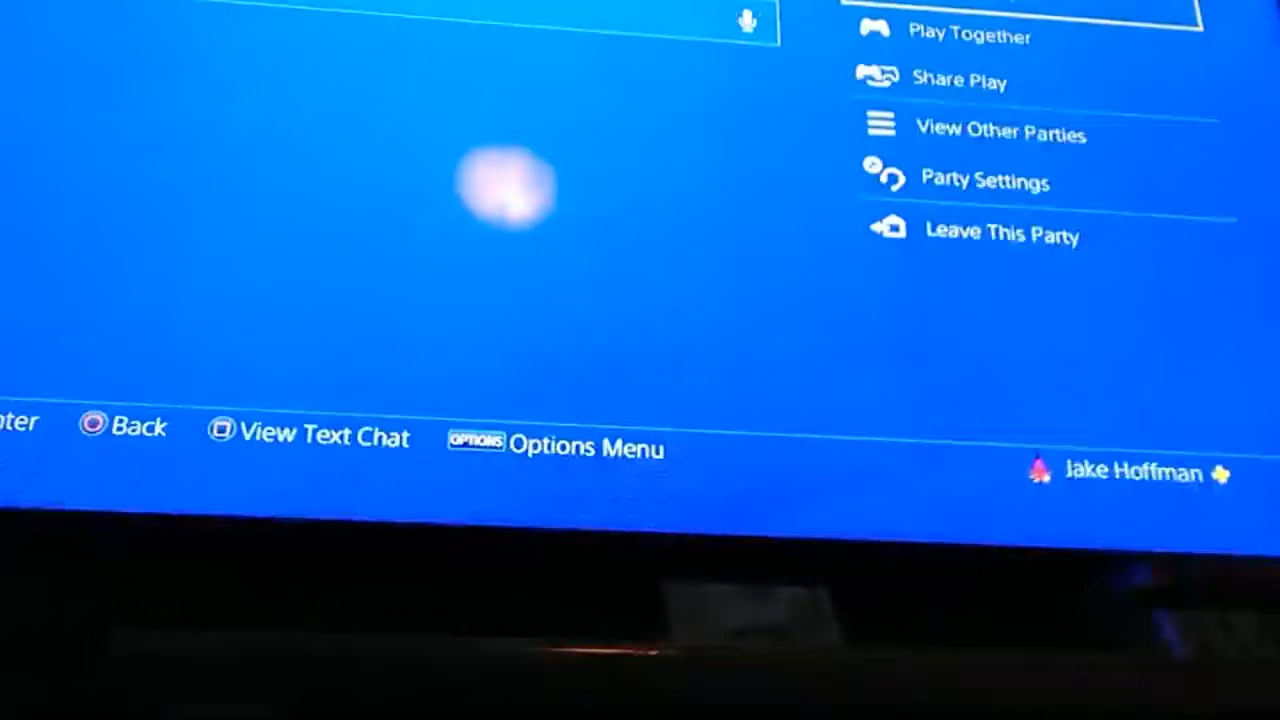 Play Together
Share Play
View Other Parties
Party Settings
Leave This Party
nter Back View Text Chat OPTIONS Options Menu
Jake Hoffman